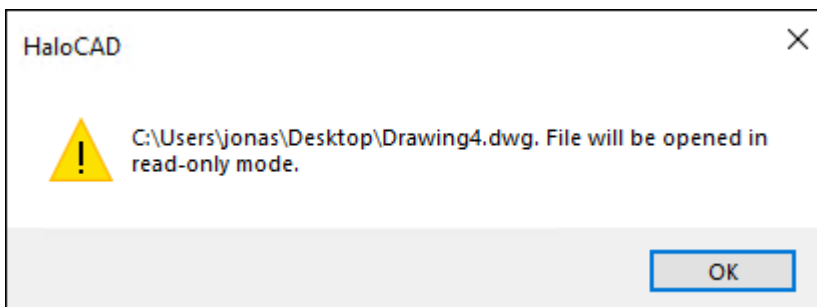 HaloCAD
C:\Users\jonas\Desktop\Drawing4.dwg. File will be opened in
read-only mode.
OK